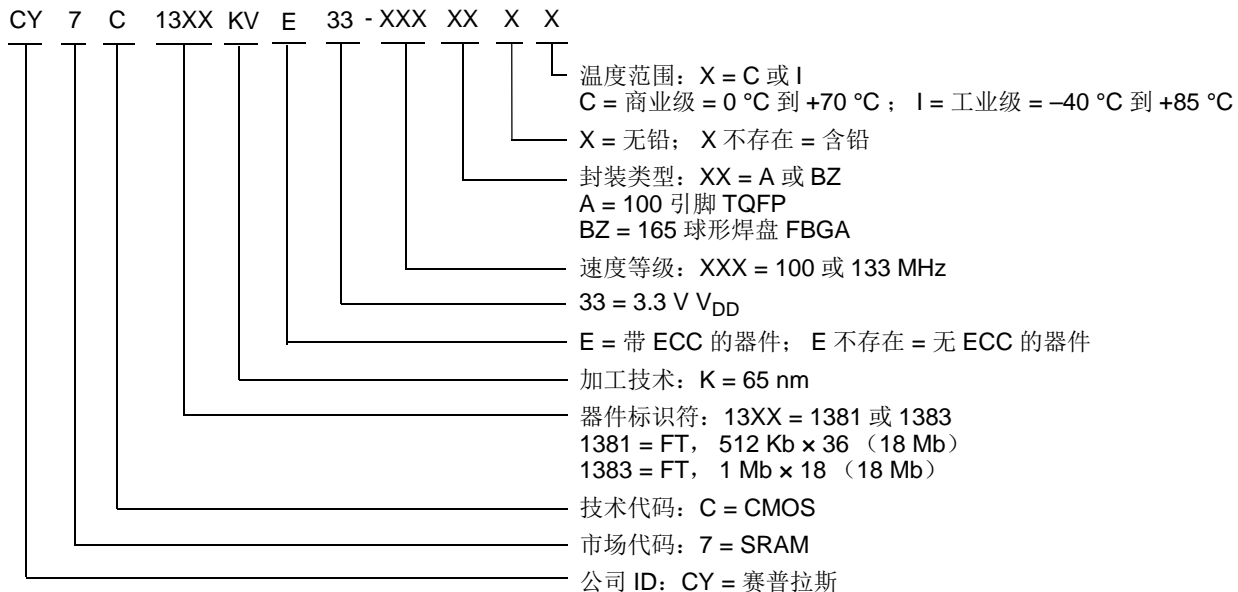 CY 7 C 13XX KV E 33 - XXX XX X X
温度范围：X = C 或 I
C = 商业级 = 0 °C 到 +70 °C ； I = 工业级 = –40 °C 到 +85 °C
X = 无铅； X 不存在 = 含铅
封装类型：XX = A 或 BZ
A = 100 引脚 TQFP
BZ = 165 球形焊盘 FBGA
速度等级：XXX = 100 或 133 MHz
33 = 3.3 V VDD
E = 带 ECC 的器件； E 不存在 = 无 ECC 的器件
加工技术：K = 65 nm
器件标识符：13XX = 1381 或 1383
1381 = FT， 512 Kb × 36 （18 Mb）
1383 = FT， 1 Mb × 18 （18 Mb）
技术代码：C = CMOS
市场代码：7 = SRAM
公司 ID：CY = 赛普拉斯